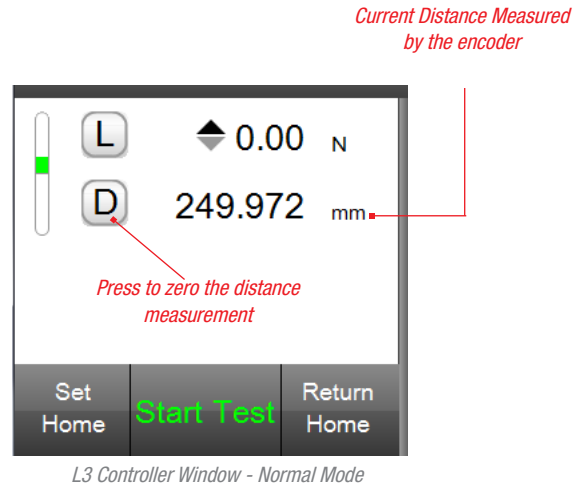 Current Distance Measured
by the encoder
L 0.00 N
D 249.972 mm
Press to zero the distance
measurement
Set
Home
Start Test
Return
Home
L3 Controller Window - Normal Mode